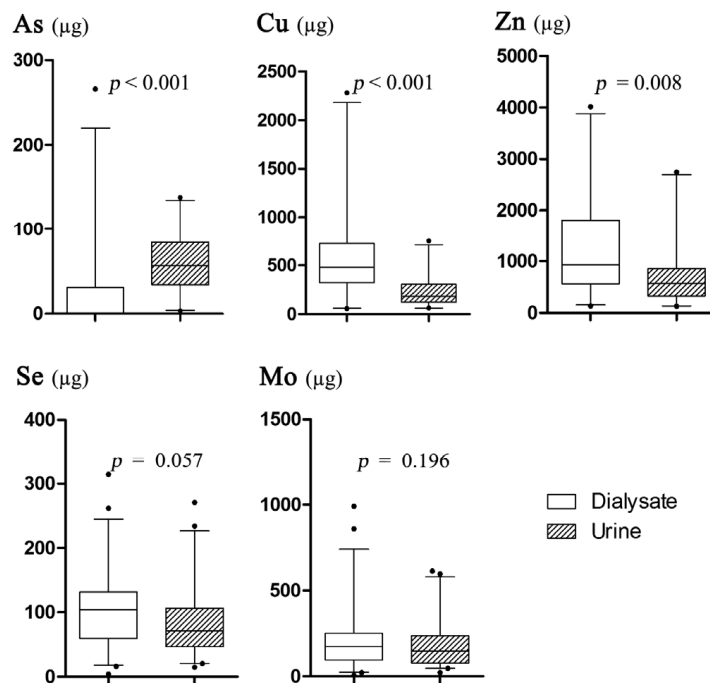 As (µg)
Cu (µg)
Zn (µg)
300
200
100
0
p < 0.001
2500
2000
1500
1000
500
0
p < 0.001
5000
4000
3000
2000
1000
0
p = 0.008
Se (µg)
Mo (µg)
400
300
200
100
0
p = 0.057
1500
1000
500
0
p = 0.196
Dialysate
Urine